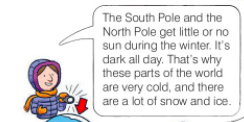 The South Pole and the
North Pole get little or no
sun during the winter. It's
dark all day. That's why
these parts of the world
are very cold, and there
are a lot of snow and ice.